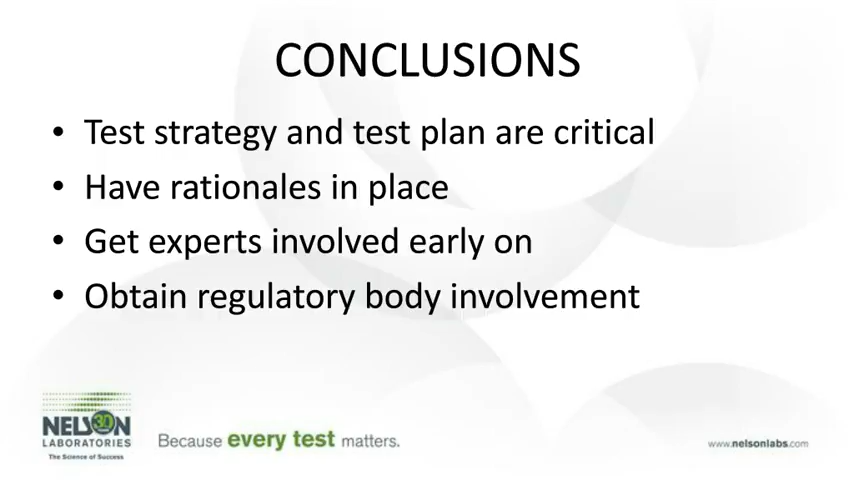 CONCLUSIONS
• Test strategy and test plan are critical
• Have rationales in place
• Get experts involved early on
• Obtain regulatory body involvement
NELSON
LABORATORIES
The Science of Success
Because every test matters.
www.nelsonlabs.com